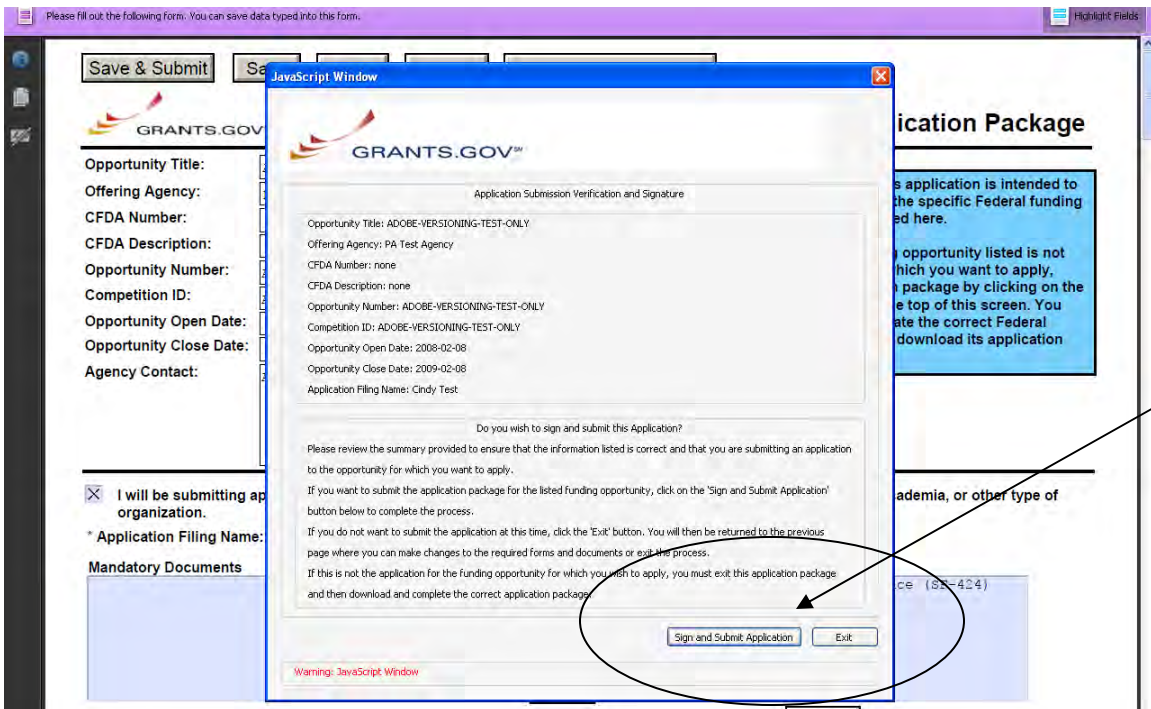 Please fill out the following form. You can save data typed into this form.
Highlight Fields
Save & Submit
Sa
JavaScript Window
GRANTS.GOV
ication Package
GRANTS.GOV℠
Opportunity Title:
Offering Agency:
CFDA Number:
CFDA Description:
Opportunity Number:
Competition ID:
Opportunity Open Date:
Opportunity Close Date:
Agency Contact:
Application Submission Verification and Signature
Opportunity Title: ADOBE-VERSIONING-TEST-ONLY
Offering Agency: PA Test Agency
CFDA Number: none
CFDA Description: none
Opportunity Number: ADOBE-VERSIONING-TEST-ONLY
Competition ID: ADOBE-VERSIONING-TEST-ONLY
Opportunity Open Date: 2008-02-08
Opportunity Close Date: 2009-02-08
Application Filing Name: Cindy Test
s application is intended to
the specific Federal funding
ed here.
opportunity listed is not
hich you want to apply,
package by clicking on the
e top of this screen. You
ate the correct Federal
download its application
Do you wish to sign and submit this Application?
Please review the summary provided to ensure that the information listed is correct and that you are submitting an application
to the opportunity for which you want to apply.
If you want to submit the application package for the listed funding opportunity, click on the 'Sign and Submit Application'
button below to complete the process.
If you do not want to submit the application at this time, click the 'Exit' button. You will then be returned to the previous
page where you can make changes to the required forms and documents or exit the process.
If this is not the application for the funding opportunity for which you wish to apply, you must exit this application package
and then download and complete the correct application package.
Sign and Submit Application
Exit
Warning: JavaScript Window
I will be submitting ap
ademia, or other type of
organization.
* Application Filing Name:
Mandatory Documents
ce (SF-424)